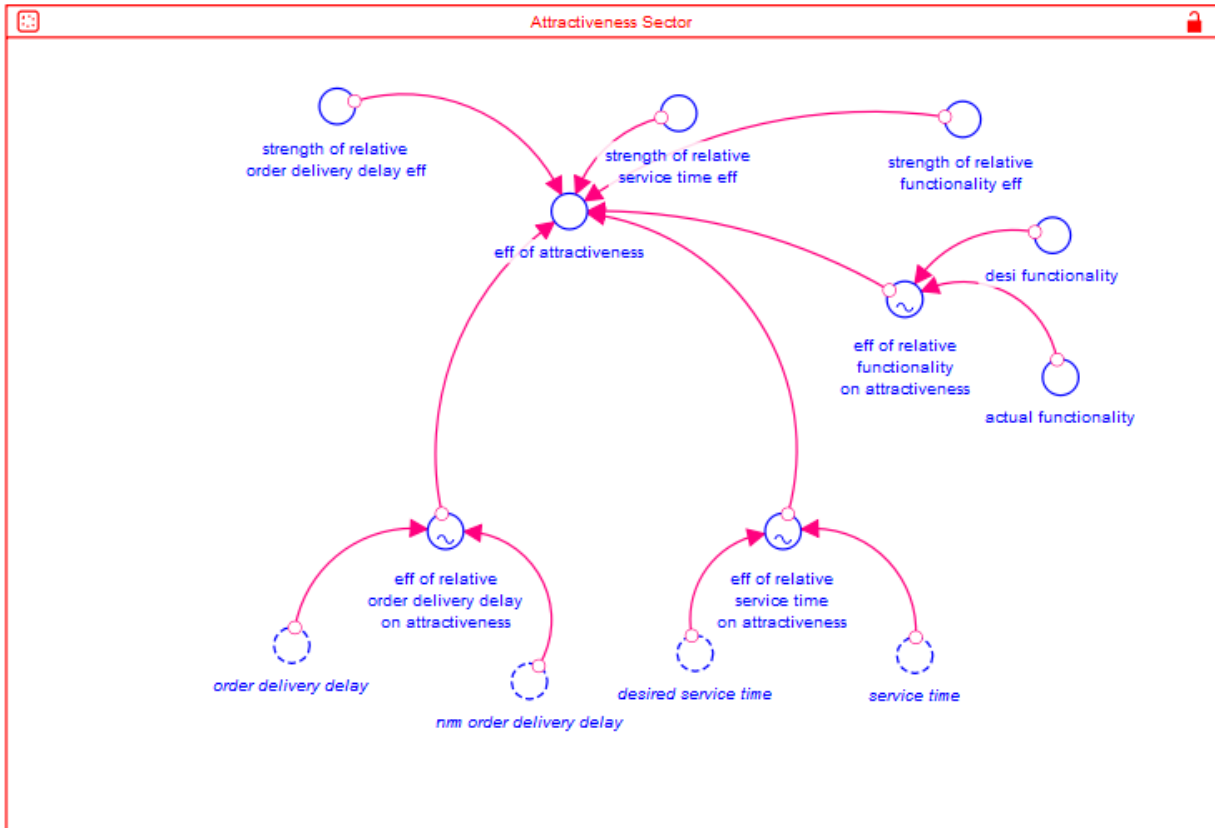 Attractiveness Sector
strength of relative
order delivery delay eff
strength of relative
service time eff
strength of relative
functionality eff
eff of attractiveness
desi functionality
eff of relative
functionality
on attractiveness
actual functionality
eff of relative
order delivery delay
on attractiveness
eff of relative
service time
on attractiveness
order delivery delay
nrm order delivery delay
desired service time
service time